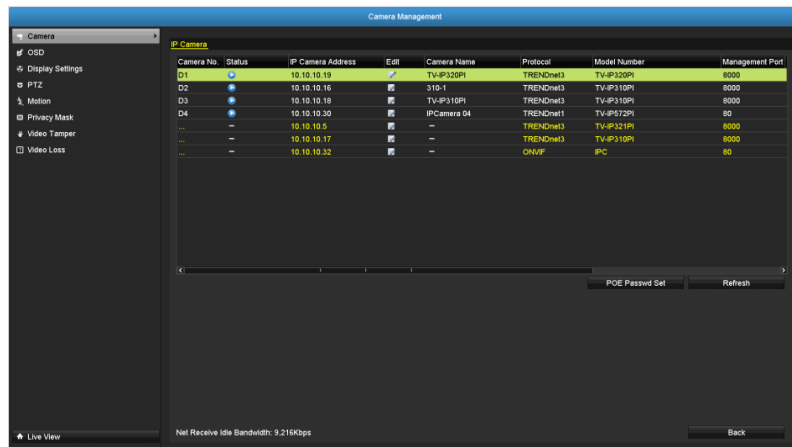 Camera Management
Camera
OSD
Display Settings
PTZ
Motion
Privacy Mask
Video Tamper
Video Loss
Live View
IP Camera
Camera No. Status IP Camera Address Edit Camera Name Protocol Model Number Management Port
D1 10.10.10.19 TV-IP320PI TRENDnet3 TV-IP320PI 8000
D2 10.10.10.16 310-1 TRENDnet3 TV-IP310PI 8000
D3 10.10.10.18 TV-IP310PI TRENDnet3 TV-IP310PI 8000
D4 10.10.10.30 IPCamera 04 TRENDnet1 TV-IP572PI 80
... – 10.10.10.5 – TRENDnet3 TV-IP321PI 8000
... – 10.10.10.17 – TRENDnet3 TV-IP310PI 8000
... – 10.10.10.32 – ONVIF IPC 80
POE Passwd Set Refresh
Net Receive Idle Bandwidth: 9,216Kbps
Back